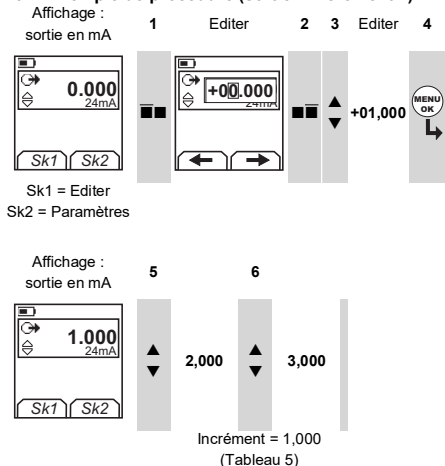 Affichage :
sortie en mA
1
Editer
2
3
Editer
4
0.000
24mA
Sk1
Sk2
+00.000
+01,000
MENU
OK
Sk1 = Editer
Sk2 = Paramètres
Affichage :
sortie en mA
5
6
1.000
24mA
Sk1
Sk2
2,000
3,000
Incrément = 1,000
(Tableau 5)